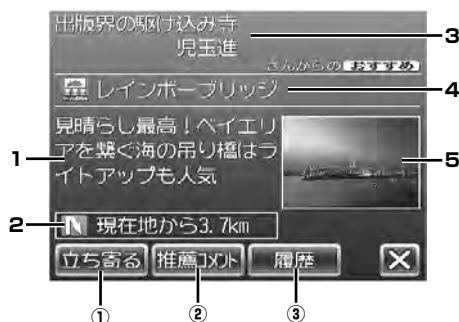 出版界の駆け込み寺
児玉進
さんからのおすすめ
レインボーブリッジ
見晴らし最高！ベイエリ
アを繋ぐ海の吊り橋はラ
イトアップも人気
N 現在地から3.7km
立ち寄る 推薦コメント 履歴 X
1
2
3
4
5
① ② ③